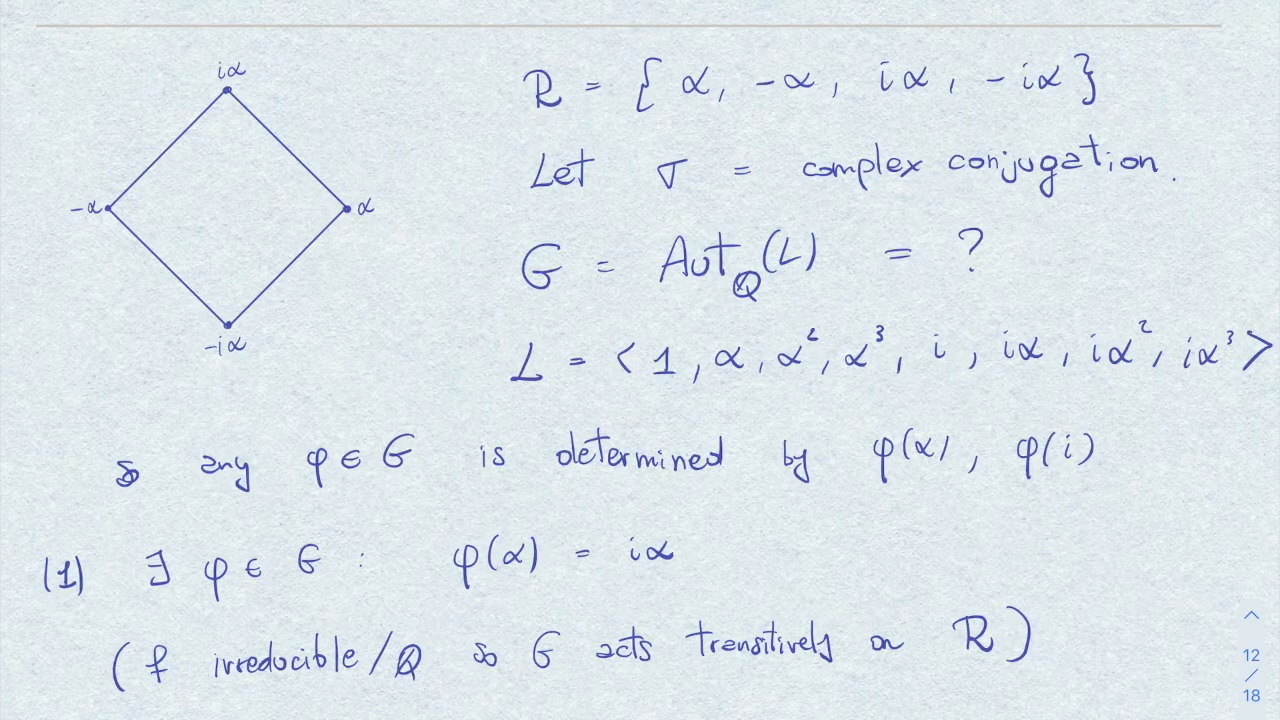 iα
-α
α
-iα
R = { α, -α, iα, -iα }
Let σ = complex conjugation.
G = Aut_Q(L) = ?
L = < 1, α, α², α³, i, iα, iα², iα³ >
so any φ ∈ G is determined by φ(α), φ(i)
(1) ∃ φ ∈ G : φ(α) = iα
(f irreducible/Q so G acts transitively on R)
12
/
18